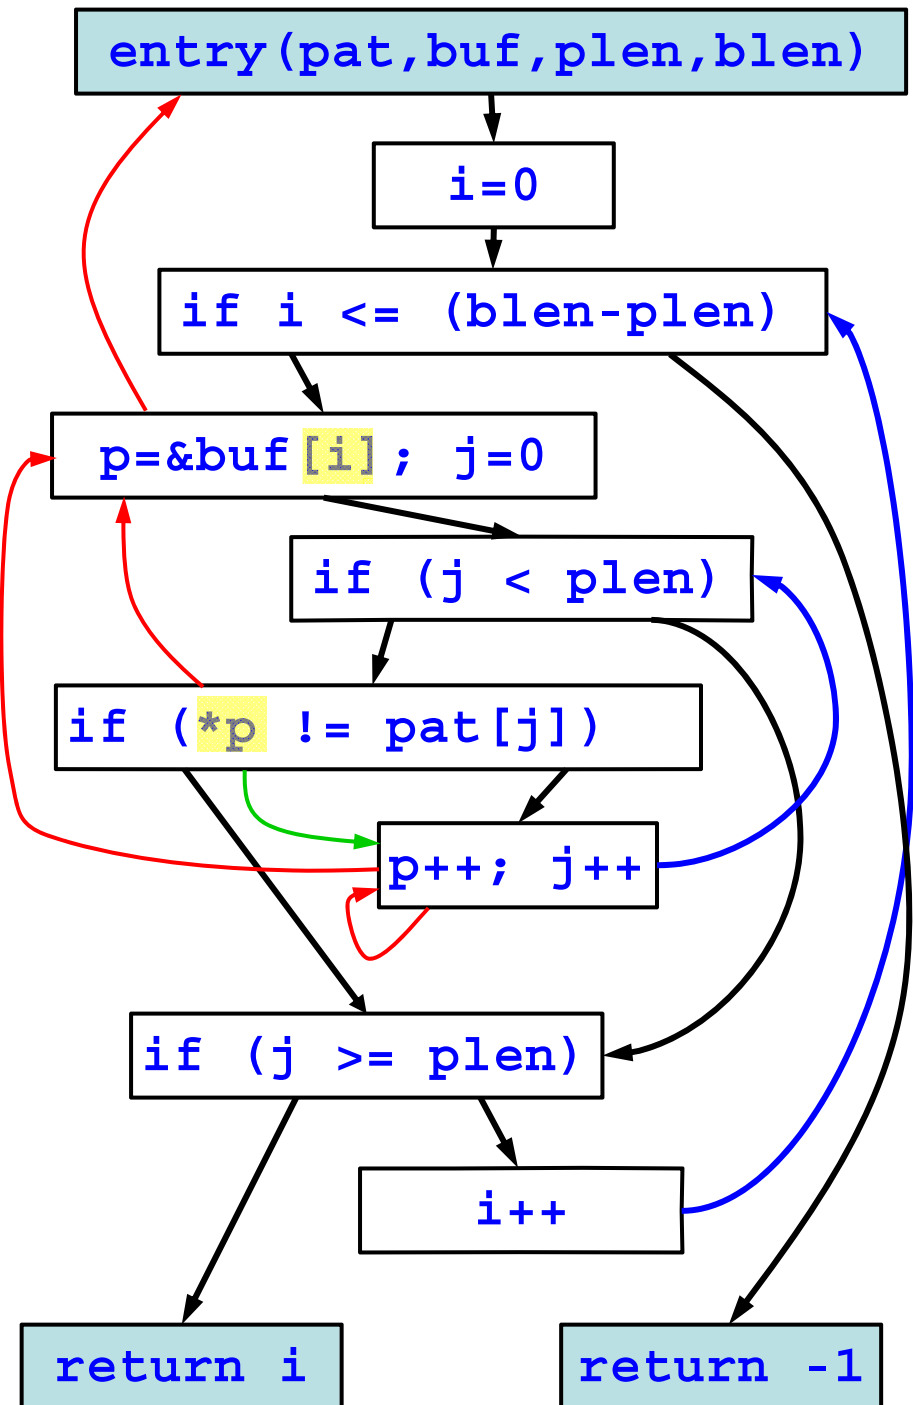 entry(pat,buf,plen,blen)
i=0
if i <= (blen-plen)
p=&buf[i]; j=0
if (j < plen)
if (*p != pat[j])
p++; j++
if (j >= plen)
i++
return i
return -1